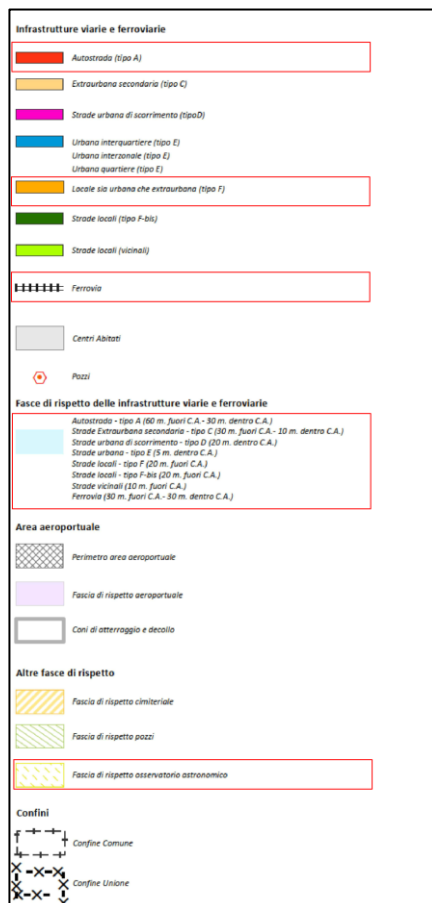 Infrastrutture viarie e ferroviarie
Autostrada (tipo A)
Extraurbana secondaria (tipo C)
Strade urbana di scorrimento (tipoD)
Urbana interquartiere (tipo E)
Urbana interzonale (tipo E)
Urbana quartiere (tipo E)
Locale sia urbana che extraurbana (tipo F)
Strade locali (tipo F-bis)
Strade locali (vicinali)
Ferrovia
Centri Abitati
Pozzi
Fasce di rispetto delle infrastrutture viarie e ferroviarie
Autostrada - tipo A (60 m. fuori C.A.- 30 m. dentro C.A.)
Strade Extraurbane secondaria - tipo C (30 m. fuori C.A.- 10 m. dentro C.A.)
Strade urbana di scorrimento - tipo D (20 m. dentro C.A.)
Strade urbana - tipo E (5 m. dentro C.A.)
Strade locali - tipo F (20 m. fuori C.A.)
Strade locali - tipo F-bis (20 m. fuori C.A.)
Strade vicinali (10 m. fuori C.A.)
Ferrovia (30 m. fuori C.A.- 30 m. dentro C.A.)
Area aeroportuale
Perimetro area aeroportuale
Fascia di rispetto aeroportuale
Coni di atterraggio e decollo
Altre fasce di rispetto
Fascia di rispetto cimiteriale
Fascia di rispetto pozzi
Fascia di rispetto osservatorio astronomico
Confini
Confine Comune
Confine Unione